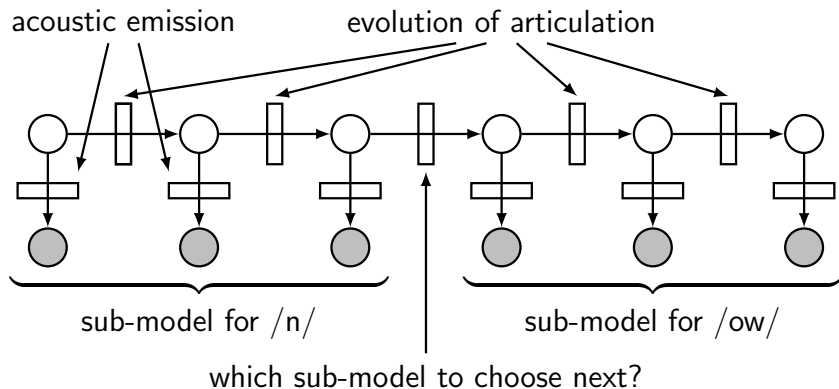 acoustic emission
evolution of articulation
sub-model for /n/
sub-model for /ow/
which sub-model to choose next?